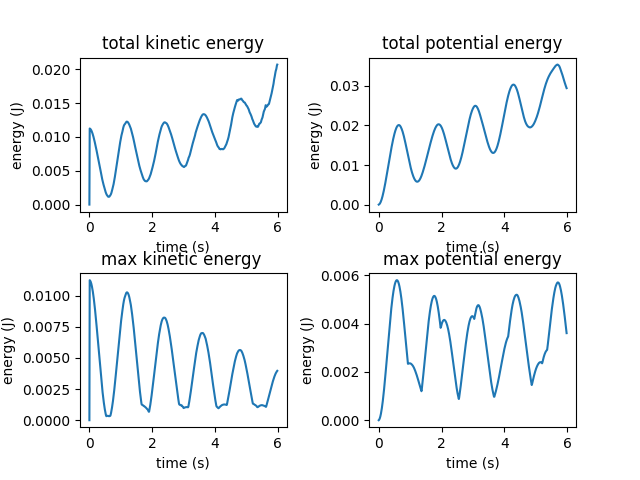 total kinetic energy
total potential energy
0.020
0.015
0.010
0.005
0.000
energy (J)
0 2 4 6
time (s)
0.03
0.02
0.01
0.00
energy (J)
0 2 4 6
time (s)
max kinetic energy
max potential energy
0.0100
0.0075
0.0050
0.0025
0.0000
energy (J)
0 2 4 6
time (s)
0.006
0.004
0.002
0.000
energy (J)
0 2 4 6
time (s)